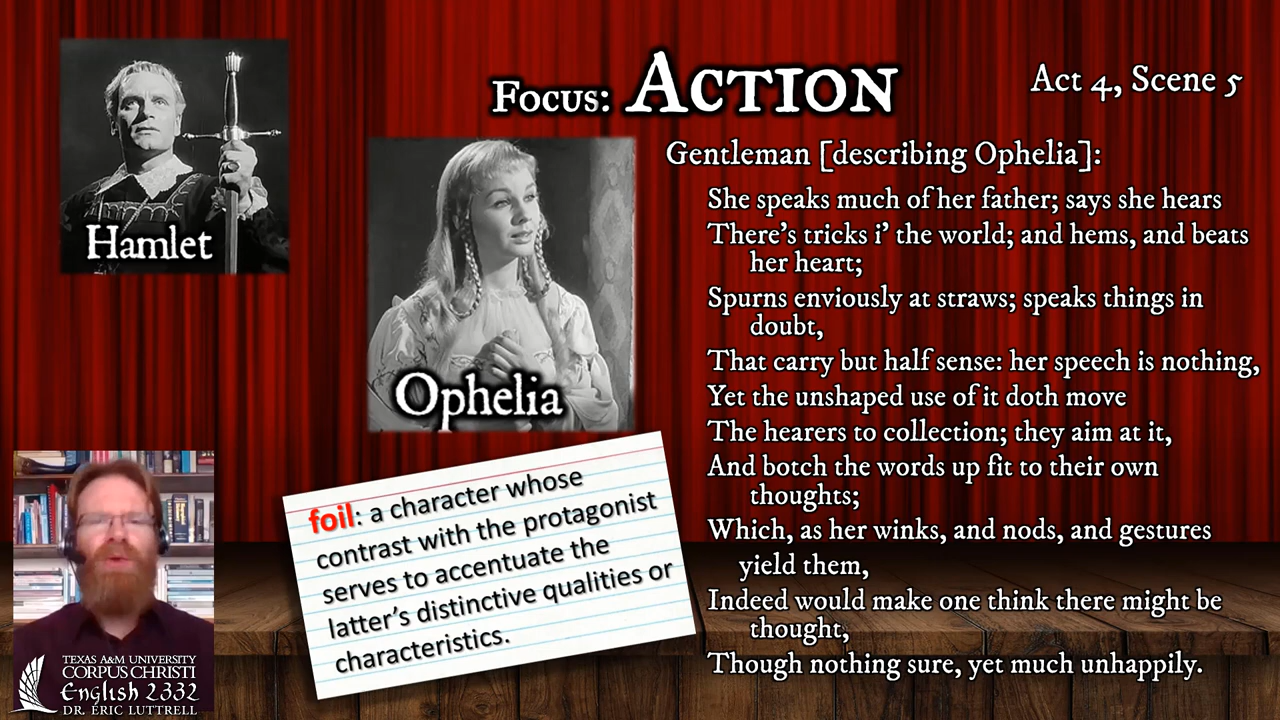 Focus: Action
Act 4, Scene 5
Hamlet
Ophelia
Gentleman [describing Ophelia]:
She speaks much of her father; says she hears
There's tricks i' the world; and hems, and beats
her heart;
Spurns enviously at straws; speaks things in
doubt,
That carry but half sense: her speech is nothing,
Yet the unshaped use of it doth move
The hearers to collection; they aim at it,
And botch the words up fit to their own
thoughts;
Which, as her winks, and nods, and gestures
yield them,
Indeed would make one think there might be
thought,
Though nothing sure, yet much unhappily.
foil: a character whose
contrast with the protagonist
serves to accentuate the
latter's distinctive qualities or
characteristics.
TEXAS A&M UNIVERSITY
CORPUS CHRISTI
English 2332
DR. ERIC LUTTRELL